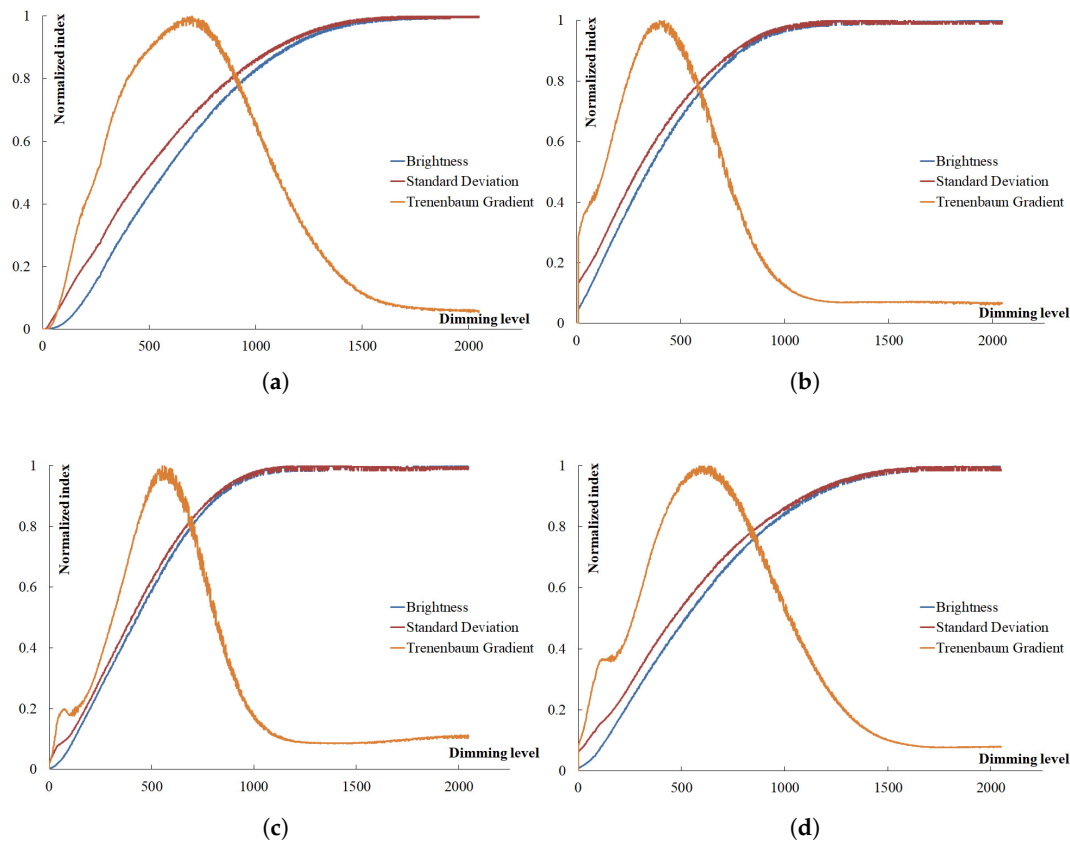 Normalized index
1
0.8
0.6
0.4
0.2
0
Brightness
Standard Deviation
Trenenbaum Gradient
Dimming level
0 500 1000 1500 2000
(a)
Normalized index
1
0.8
0.6
0.4
0.2
0
Brightness
Standard Deviation
Trenenbaum Gradient
Dimming level
0 500 1000 1500 2000
(b)
Normalized index
1
0.8
0.6
0.4
0.2
0
Brightness
Standard Deviation
Trenenbaum Gradient
Dimming level
0 500 1000 1500 2000
(c)
Normalized index
1
0.8
0.6
0.4
0.2
0
Brightness
Standard Deviation
Trenenbaum Gradient
Dimming level
0 500 1000 1500 2000
(d)